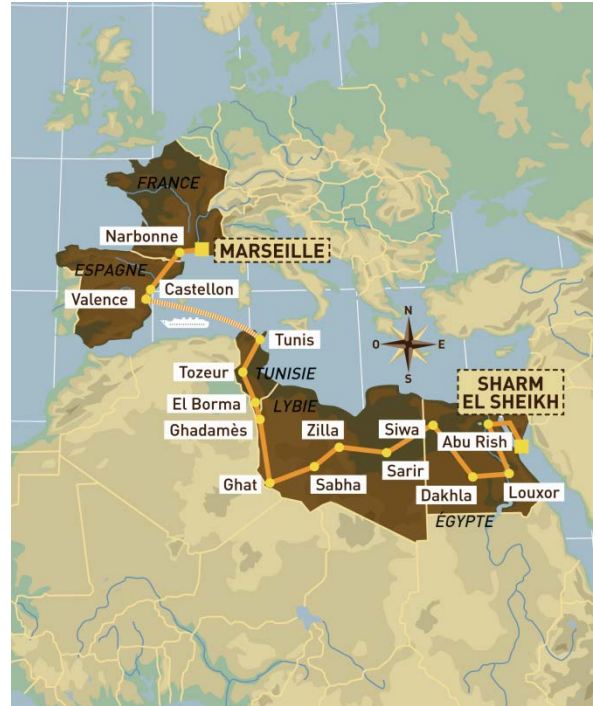 FRANCE
Narbonne
MARSEILLE
ESPAGNE
Castellon
Valence
Tunis
N
O
E
S
Tozeur
TUNISIE
SHARM
EL SHEIKH
El Borma
LYBIE
Ghadamès
Zilla
Siwa
Abu Rish
Ghat
Sabha
Sarir
Dakhla
Louxor
ÉGYPTE